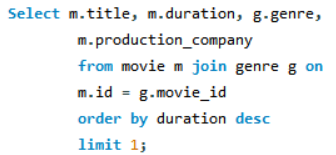 Select m.title, m.duration, g.genre,
m.production_company
from movie m join genre g on
m.id = g.movie_id
order by duration desc
limit 1;